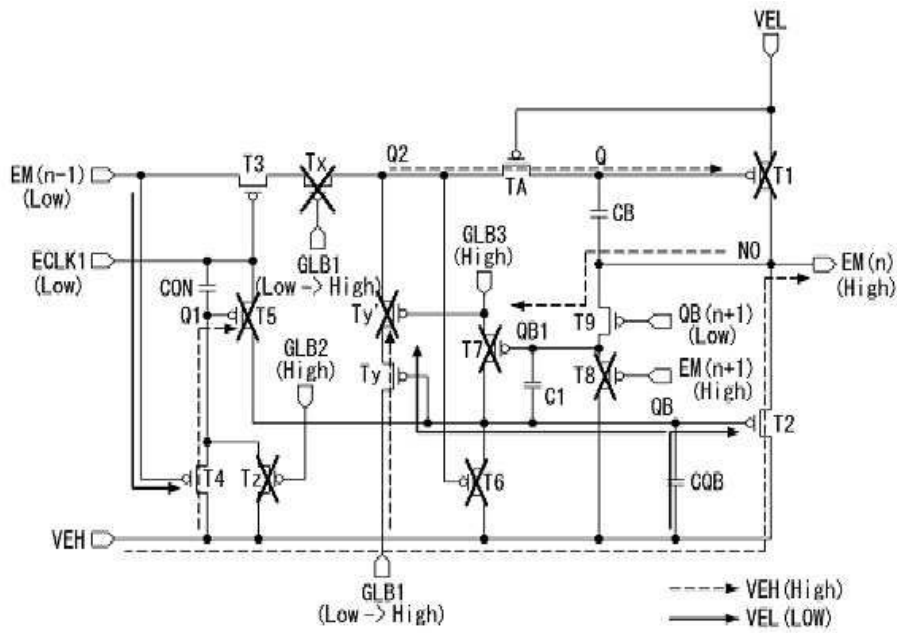 VEL
T3
Tx
Q2
Q
EM(n-1)
(Low)
TA
T1
CB
GLB1
(Low->High)
GLB3
(High)
NO
ECLK1
(Low)
CON
EM(n)
(High)
Q1
T5
Ty'
QB1
T9
QB(n+1)
(Low)
GLB2
(High)
T7
Ty
C1
T8
EM(n+1)
(High)
QB
T2
T4
Tz
T6
CQB
VEH
GLB1
(Low->High)
VEH(High)
VEL(LOW)